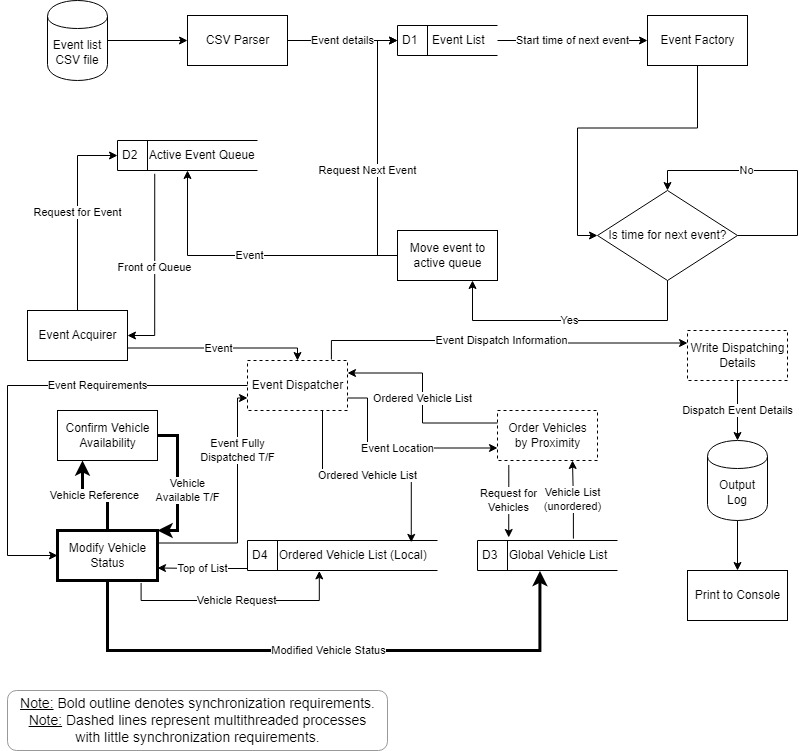 Event list
CSV file
CSV Parser
Event details
D1 Event List
Start time of next event
Event Factory
D2 Active Event Queue
Request Next Event
No
Request for Event
Is time for next event?
Move event to
active queue
Event
Front of Queue
Yes
Event Acquirer
Event
Event Dispatch Information
Write Dispatching
Details
Event Requirements
Event Dispatcher
Ordered Vehicle List
Dispatch Event Details
Confirm Vehicle
Availability
Order Vehicles
by Proximity
Event Fully
Dispatched T/F
Event Location
Ordered Vehicle List
Vehicle
Available T/F
Vehicle Reference
Request for
Vehicles
Vehicle List
(unordered)
Output
Log
Modify Vehicle
Status
D4 Ordered Vehicle List (Local)
D3 Global Vehicle List
Top of List
Vehicle Request
Print to Console
Modified Vehicle Status
Note: Bold outline denotes synchronization requirements.
Note: Dashed lines represent multithreaded processes
with little synchronization requirements.